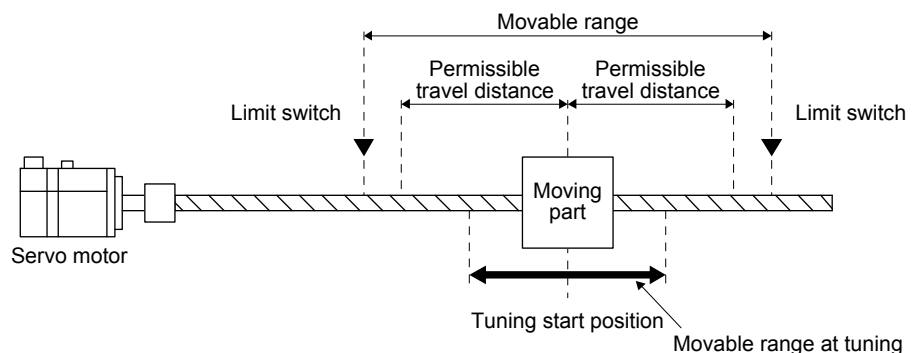 Movable range
Permissible
travel distance
Permissible
travel distance
Limit switch
Limit switch
Moving
part
Servo motor
Tuning start position
Movable range at tuning